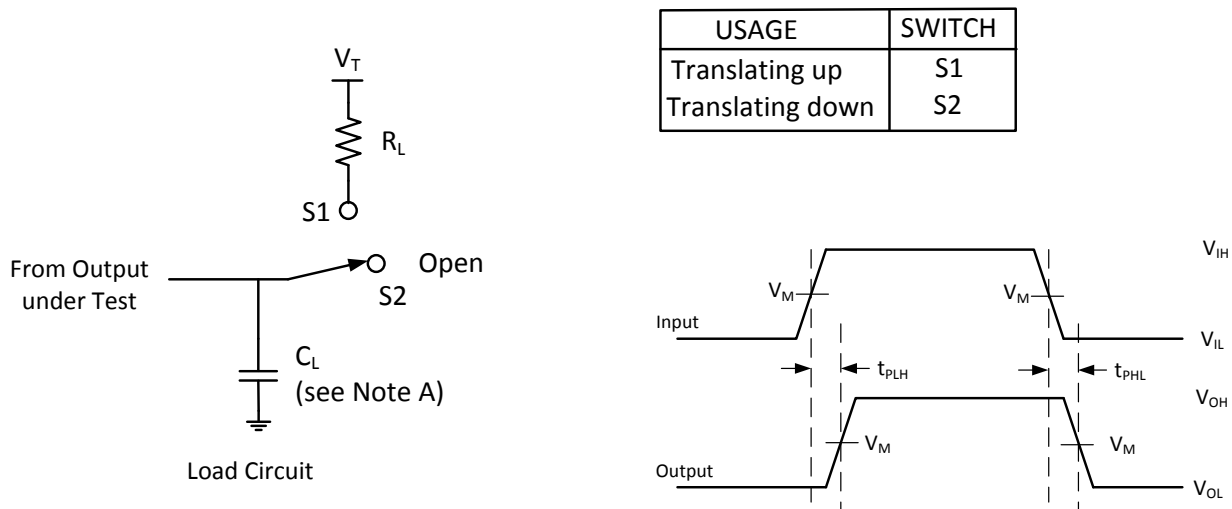 V_T
R_L
S1
From Output
under Test
Open
S2
C_L
(see Note A)
Load Circuit
USAGE SWITCH
Translating up S1
Translating down S2
V_IH
V_M V_M
Input
V_IL
t_PLH t_PHL
V_OH
V_M V_M
Output
V_OL